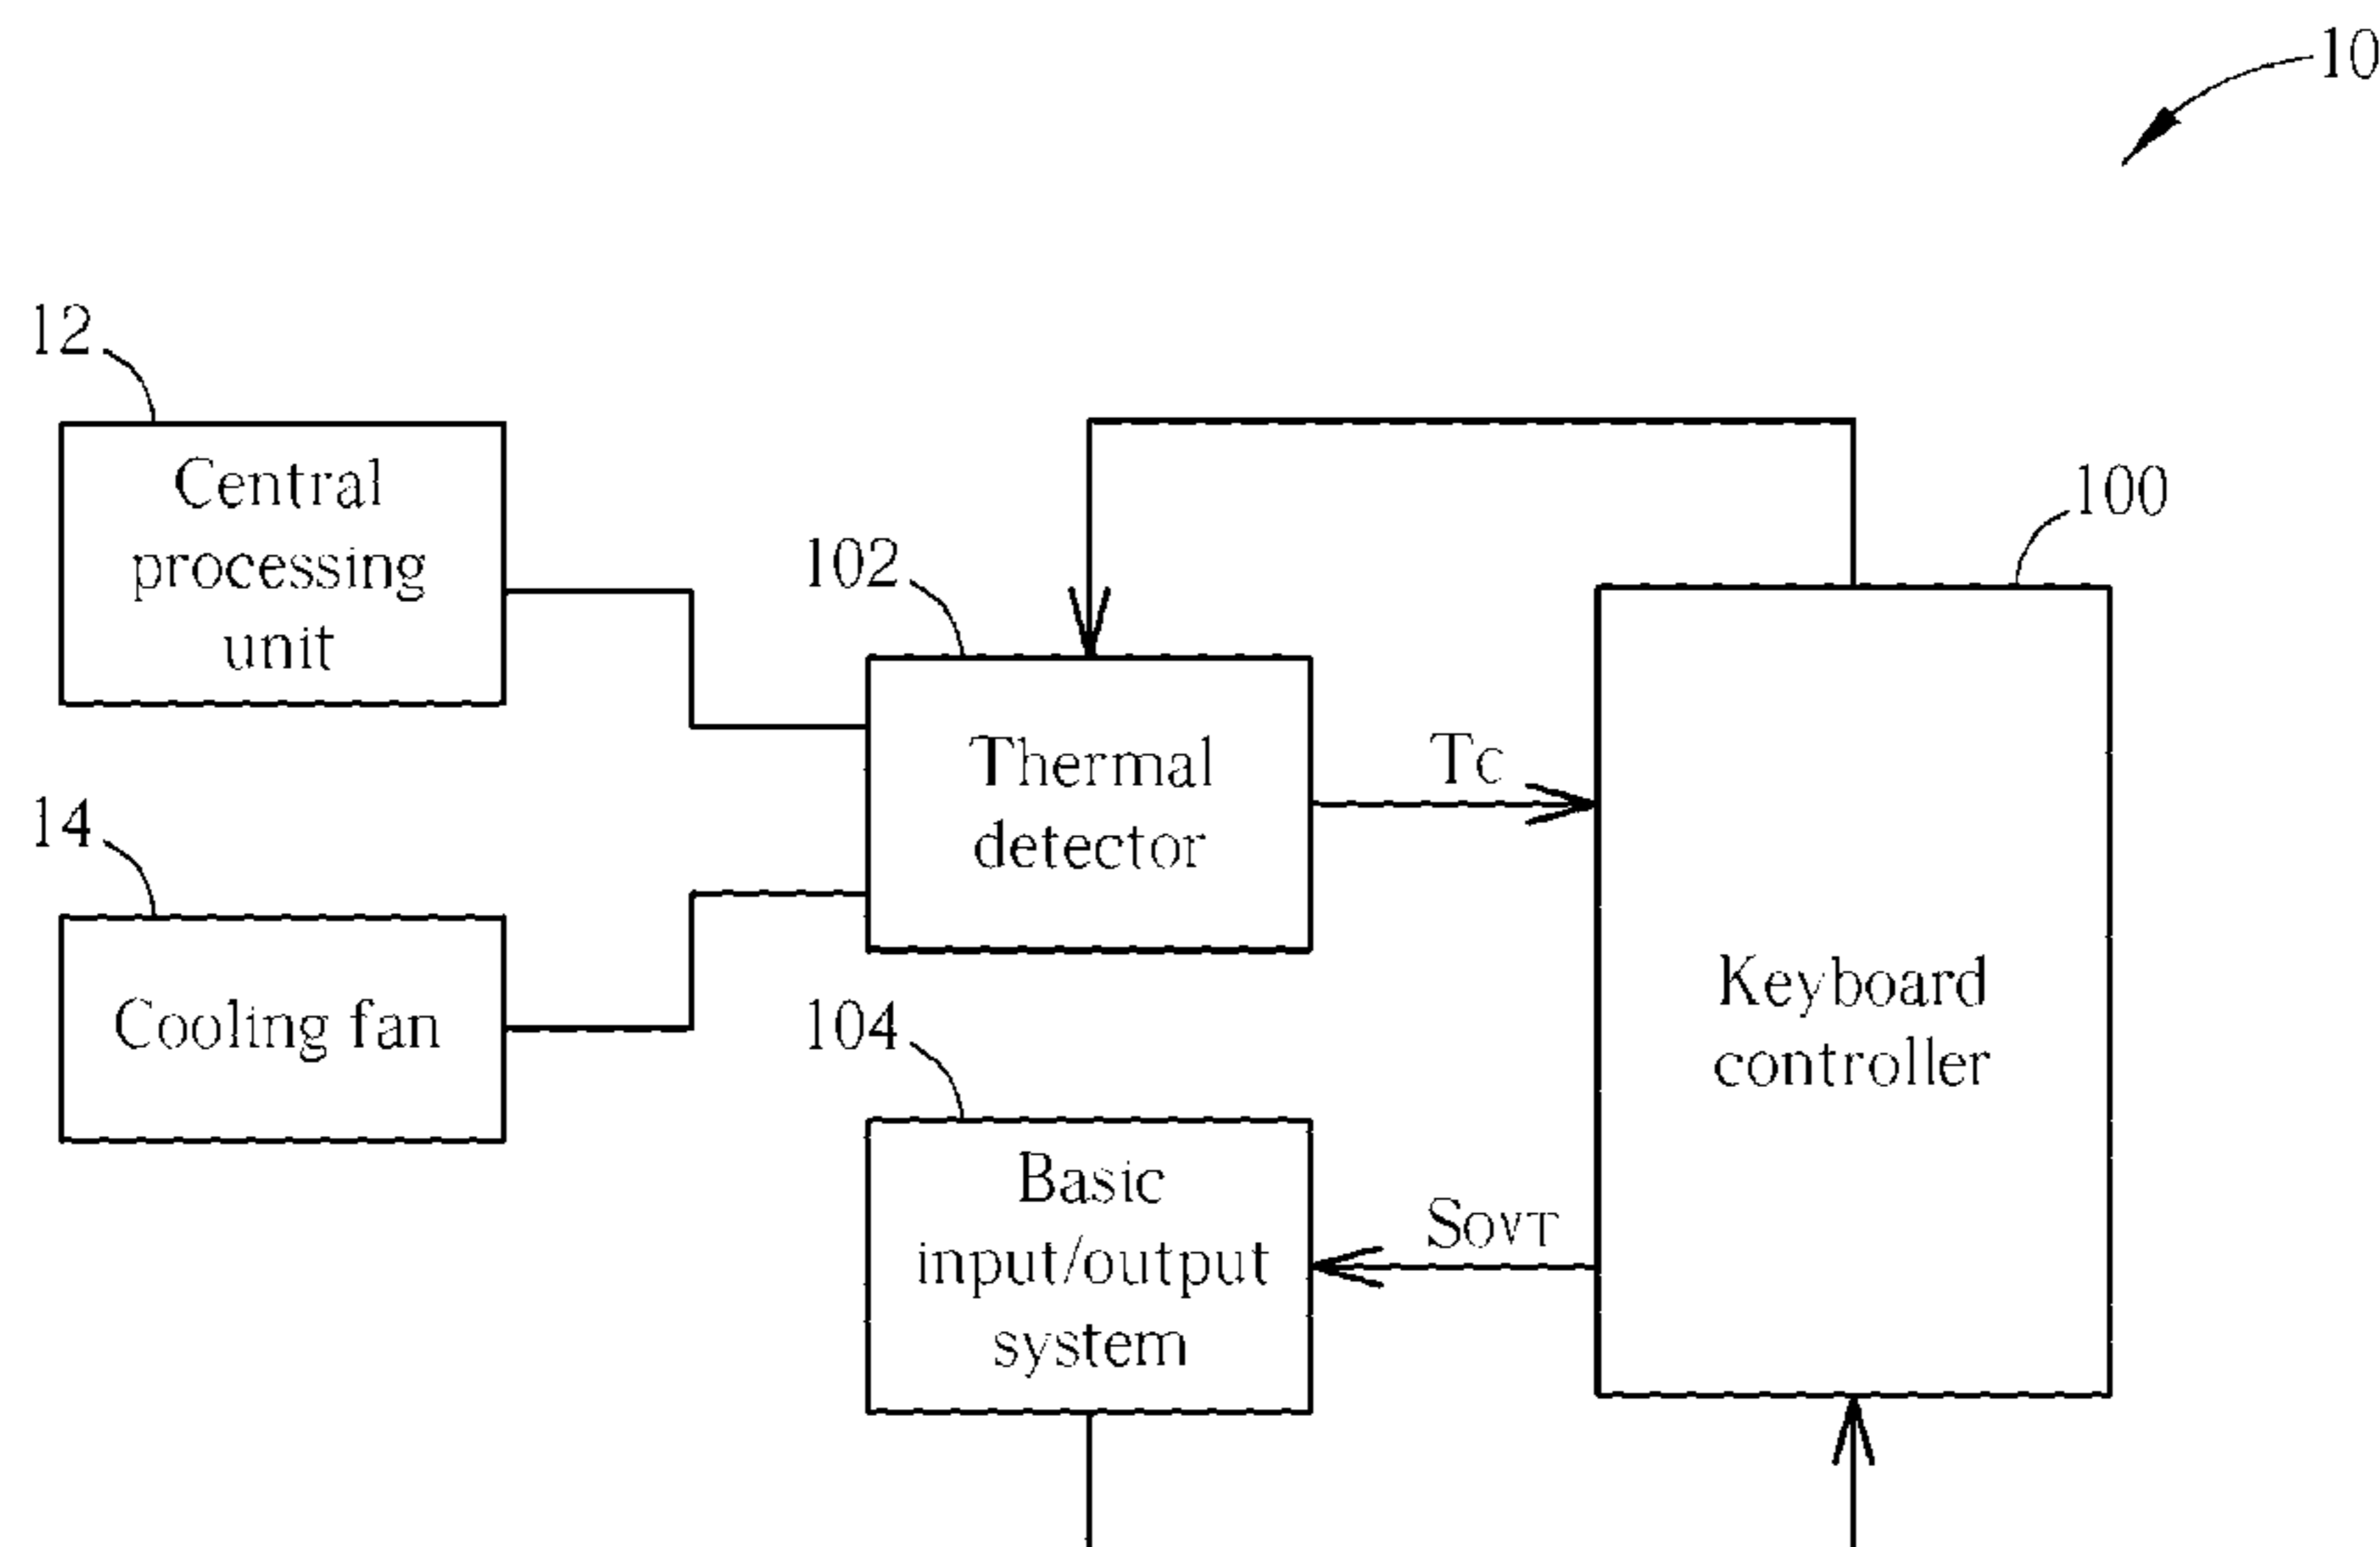 10
12
Central
processing
unit
102
100
Thermal
detector
Tc
14
Cooling fan
Keyboard
controller
104
Basic
input/output
system
SOVT